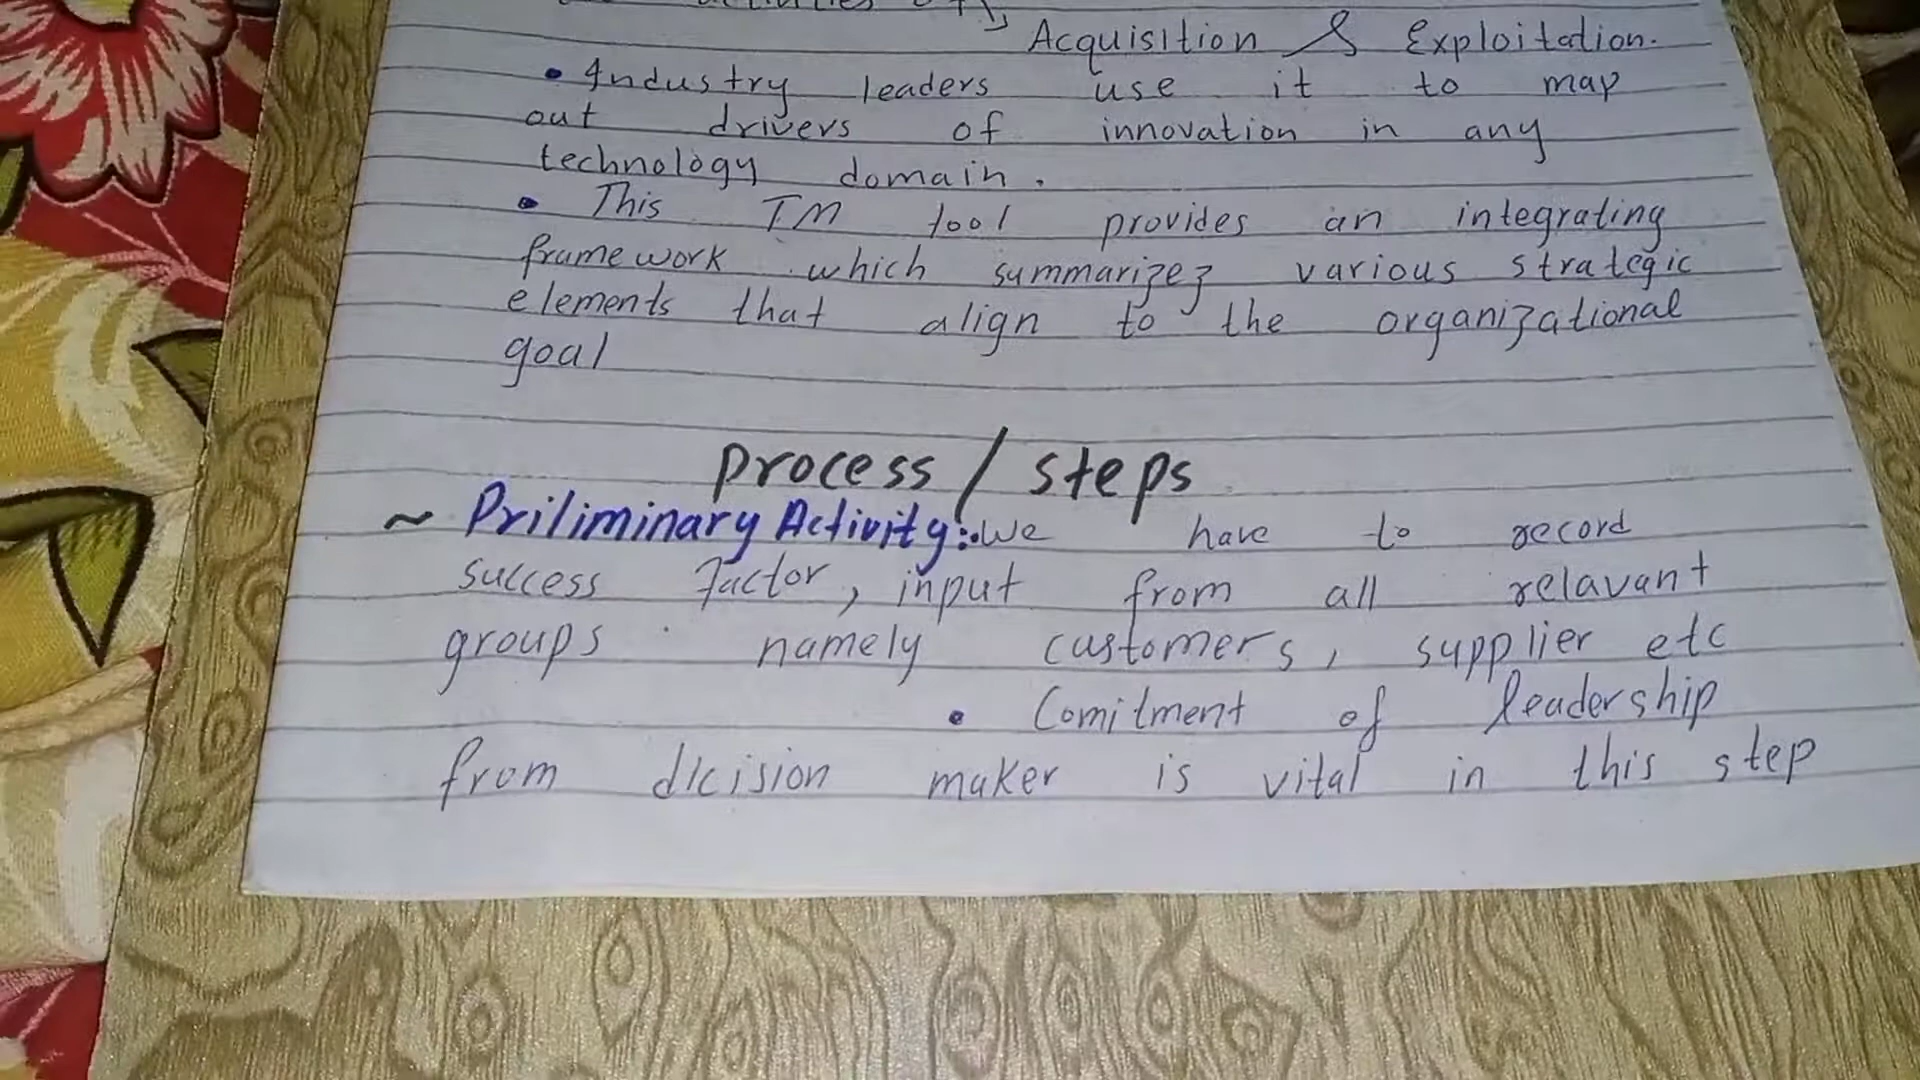 Acquisition & Exploitation.
• Industry leaders use it to map
out drivers of innovation in any
technology domain.
• This TM tool provides an integrating
framework which summarizez various strategic
elements that align to the organizational
goal
Process / steps
~ Priliminary Activity:. We have to record
success factor, input from all relavant
groups namely customers, supplier etc
• Comitment of leadership
from dicision maker is vital in this step